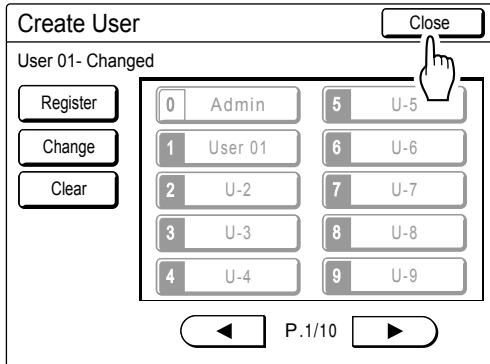 Create User Close
User 01- Changed
Register 0 Admin 5 U-5
Change 1 User 01 6 U-6
Clear 2 U-2 7 U-7
3 U-3 8 U-8
4 U-4 9 U-9
P.1/10